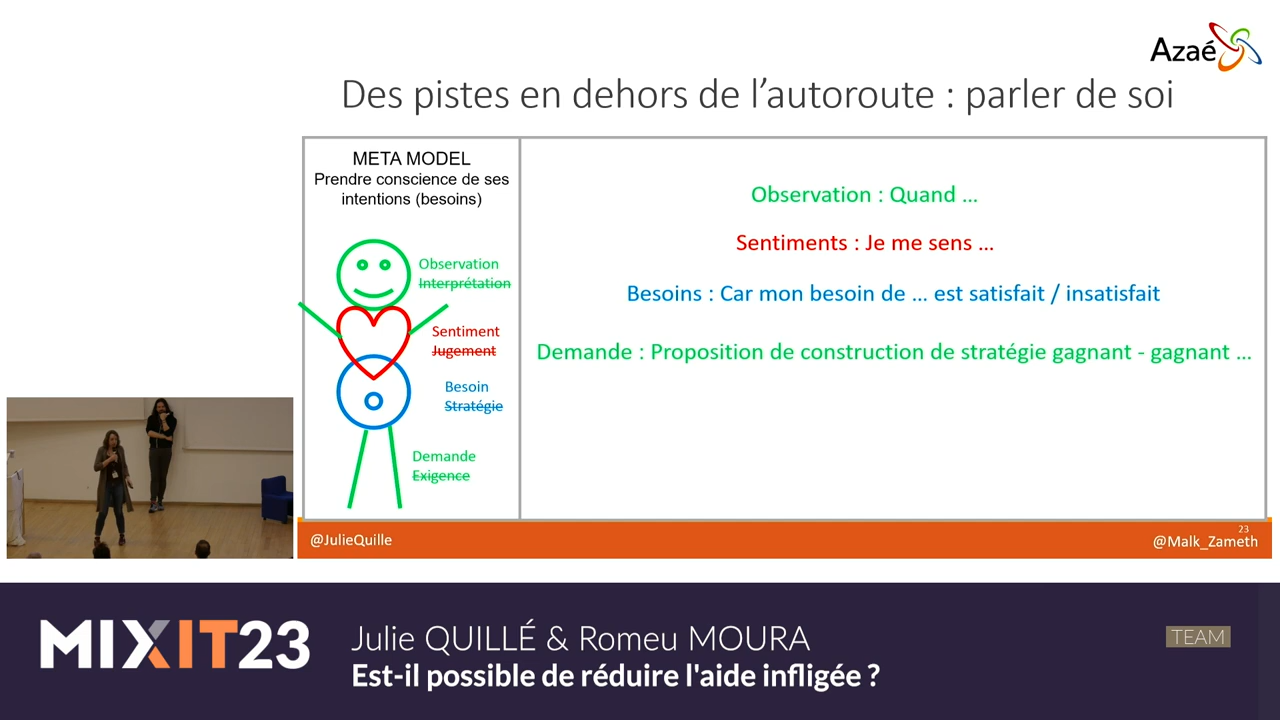 Azaé
Des pistes en dehors de l'autoroute : parler de soi
META MODEL
Prendre conscience de ses
intentions (besoins)
Observation
Interprétation
Sentiment
Jugement
Besoin
Stratégie
Demande
Exigence
Observation : Quand ...
Sentiments : Je me sens ...
Besoins : Car mon besoin de ... est satisfait / insatisfait
Demande : Proposition de construction de stratégie gagnant - gagnant ...
@JulieQuille
23
@Malk_Zameth
MIXIT23
Julie QUILLÉ & Romeu MOURA
TEAM
Est-il possible de réduire l'aide infligée ?